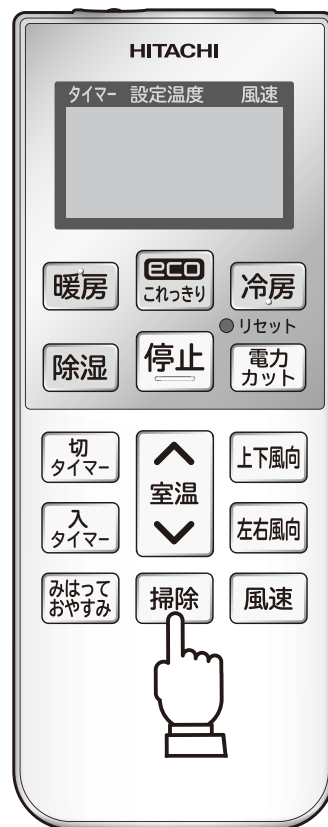 HITACHI
タイマー 設定温度 風速
暖房
eco
これっきり
冷房
リセット
除湿
停止
電力
カット
切
タイマー
室温
上下風向
入
タイマー
左右風向
みはって
おやすみ
掃除
風速